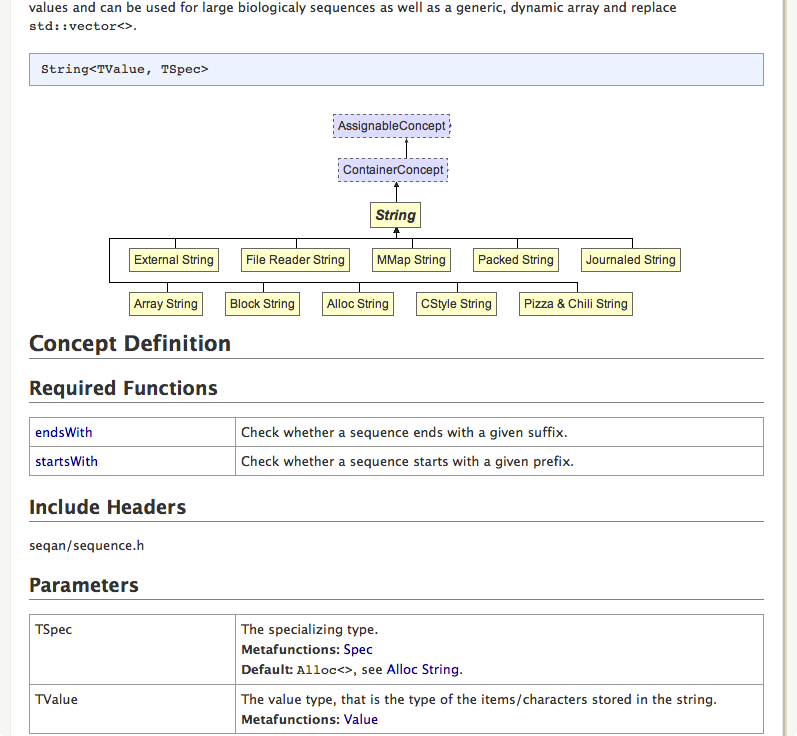 values and can be used for large biologicaly sequences as well as a generic, dynamic array and replace
std::vector<>.
String<TValue, TSpec>
AssignableConcept
ContainerConcept
String
External String File Reader String MMap String Packed String Journaled String
Array String Block String Alloc String CStyle String Pizza & Chili String
Concept Definition
Required Functions
endsWith Check whether a sequence ends with a given suffix.
startsWith Check whether a sequence starts with a given prefix.
Include Headers
seqan/sequence.h
Parameters
TSpec The specializing type.
Metafunctions: Spec
Default: Alloc<>, see Alloc String.
TValue The value type, that is the type of the items/characters stored in the string.
Metafunctions: Value